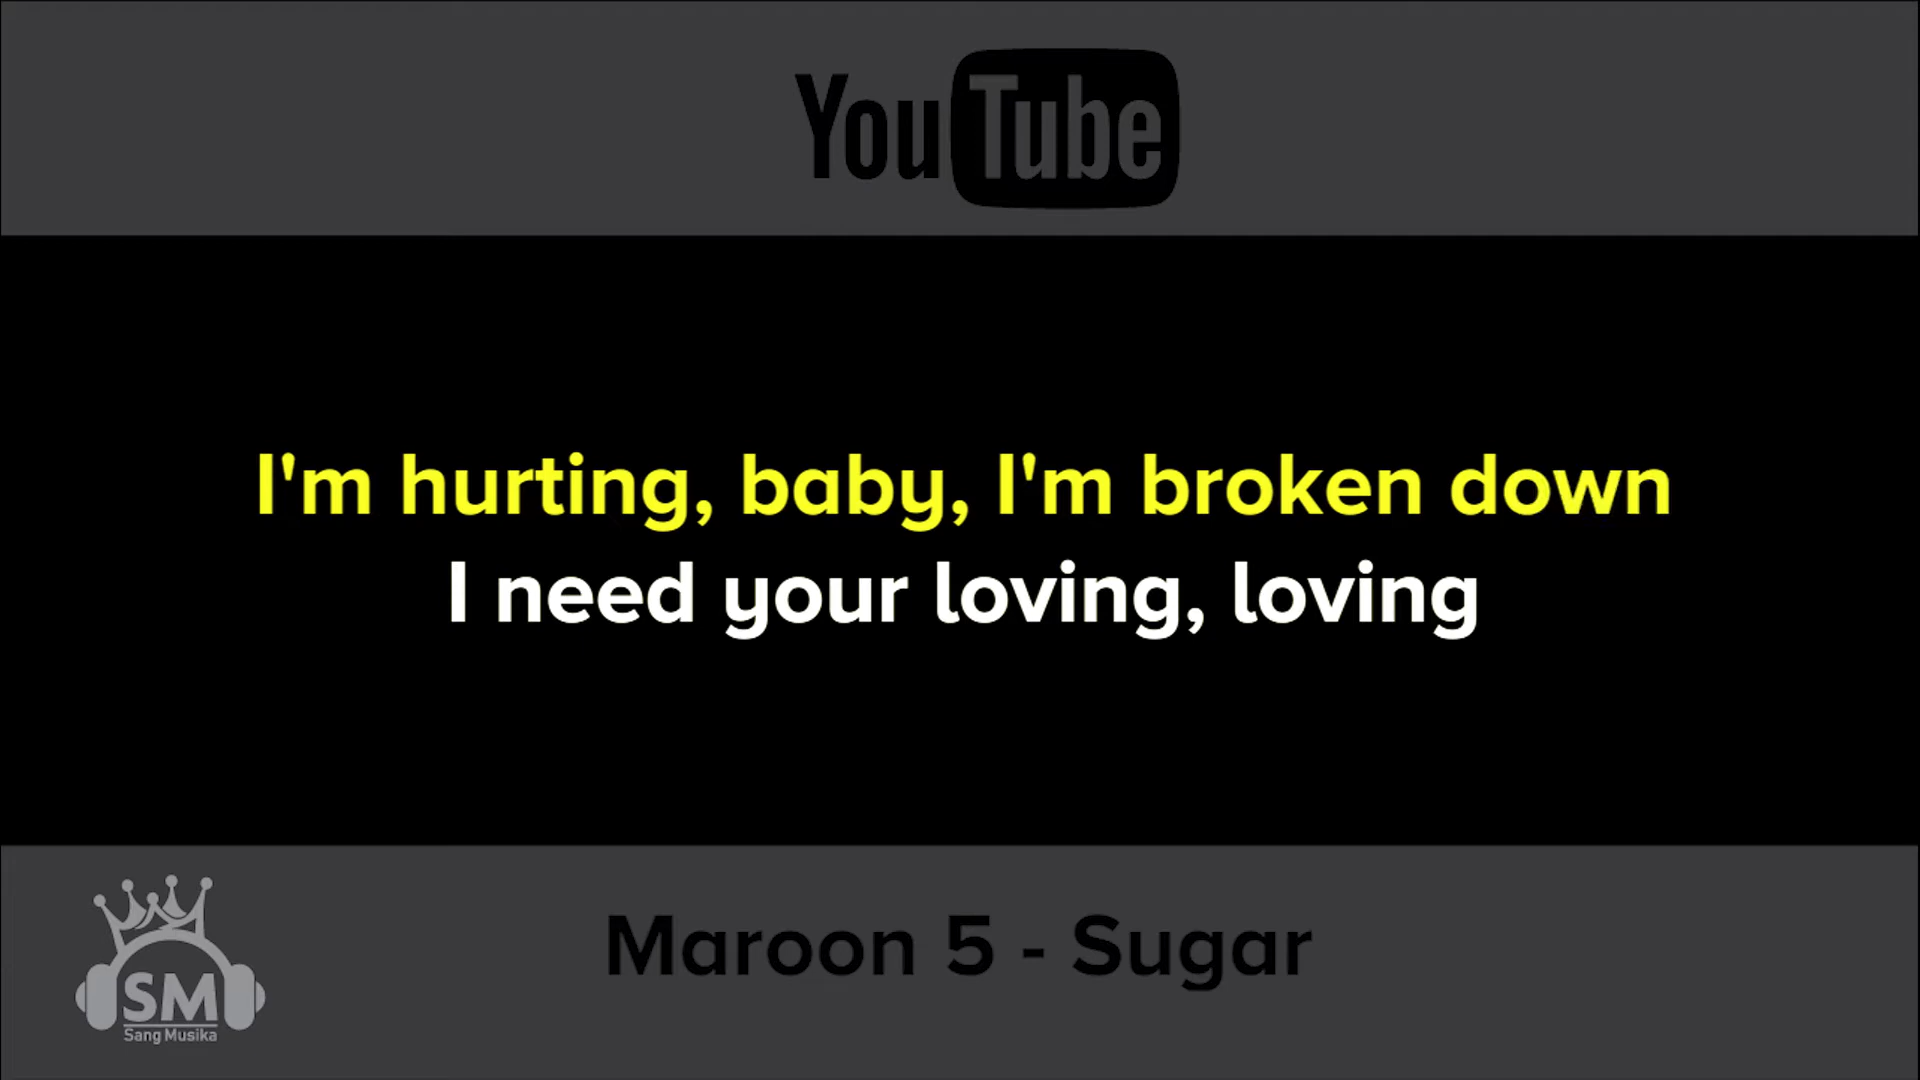 YouTube
I'm hurting, baby, I'm broken down
I need your loving, loving
Maroon 5 - Sugar
SM
Sang Musika